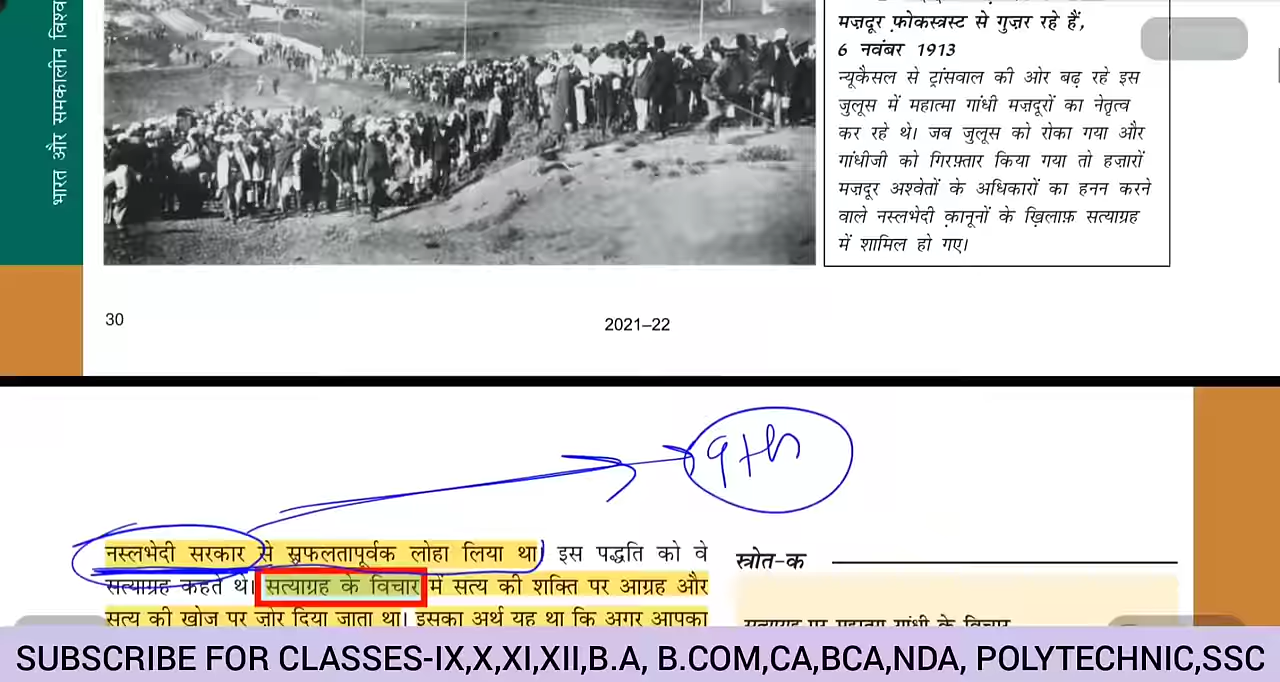 भारत और समकालीन विश्व
मज़दूर फ़ोकस्त्रस्ट से गुज़र रहे हैं,
6 नवंबर 1913
न्यूकैसल से ट्रांसवाल की ओर बढ़ रहे इस
जुलूस में महात्मा गांधी मज़दूरों का नेतृत्व
कर रहे थे। जब जुलूस को रोका गया और
गांधीजी को गिरफ़्तार किया गया तो हज़ारों
मज़दूर अश्वेतों के अधिकारों का हनन करने
वाले नस्लभेदी क़ानूनों के ख़िलाफ़ सत्याग्रह
में शामिल हो गए।
30
2021–22
9th
नस्लभेदी सरकार से सफलतापूर्वक लोहा लिया था। इस पद्धति को वे
सत्याग्रह कहते थे। सत्याग्रह के विचार में सत्य की शक्ति पर आग्रह और
सत्य की खोज पर ज़ोर दिया जाता था। इसका अर्थ यह था कि अगर आपका
स्रोत-क
सत्याग्रह पर महात्मा गांधी के विचार
SUBSCRIBE FOR CLASSES-IX,X,XI,XII,B.A, B.COM,CA,BCA,NDA, POLYTECHNIC,SSC